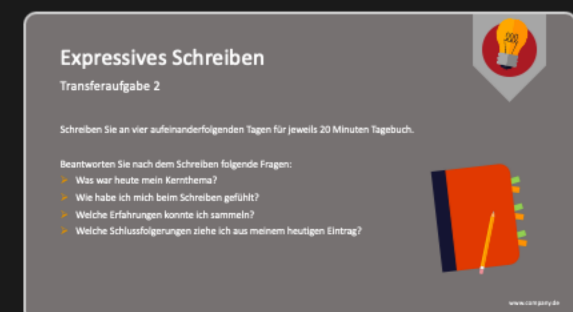 Expressives Schreiben
Transferaufgabe 2
Schreiben Sie an vier aufeinanderfolgenden Tagen für jeweils 20 Minuten Tagebuch.
Beantworten Sie nach dem Schreiben folgende Fragen:
Was war heute mein Kernthema?
Wie habe ich mich beim Schreiben gefühlt?
Welche Erfahrungen konnte ich sammeln?
Welche Schlussfolgerungen ziehe ich aus meinem heutigen Eintrag?
www.company.de